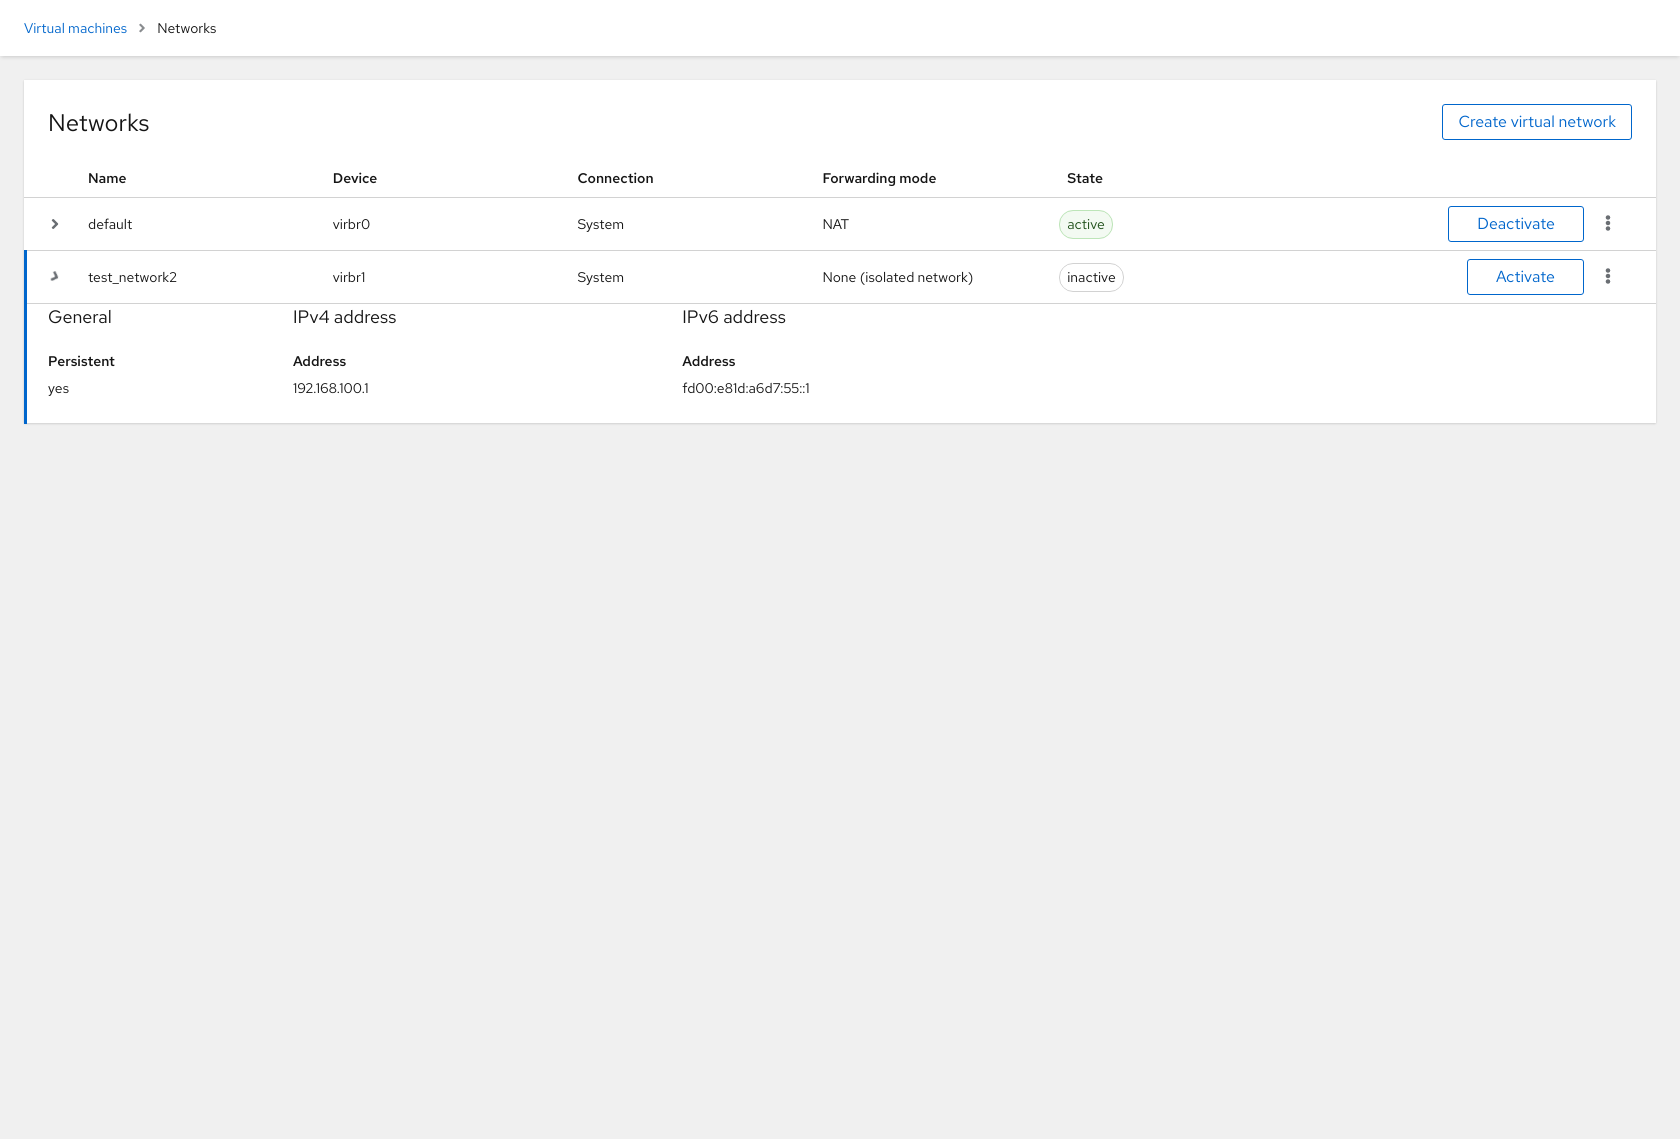 Virtual machines > Networks
Networks
Create virtual network
Name Device Connection Forwarding mode State
default virbr0 System NAT active Deactivate
test_network2 virbr1 System None (isolated network) inactive Activate
General IPv4 address IPv6 address
Persistent Address Address
yes 192.168.100.1 fd00:e81d:a6d7:55::1